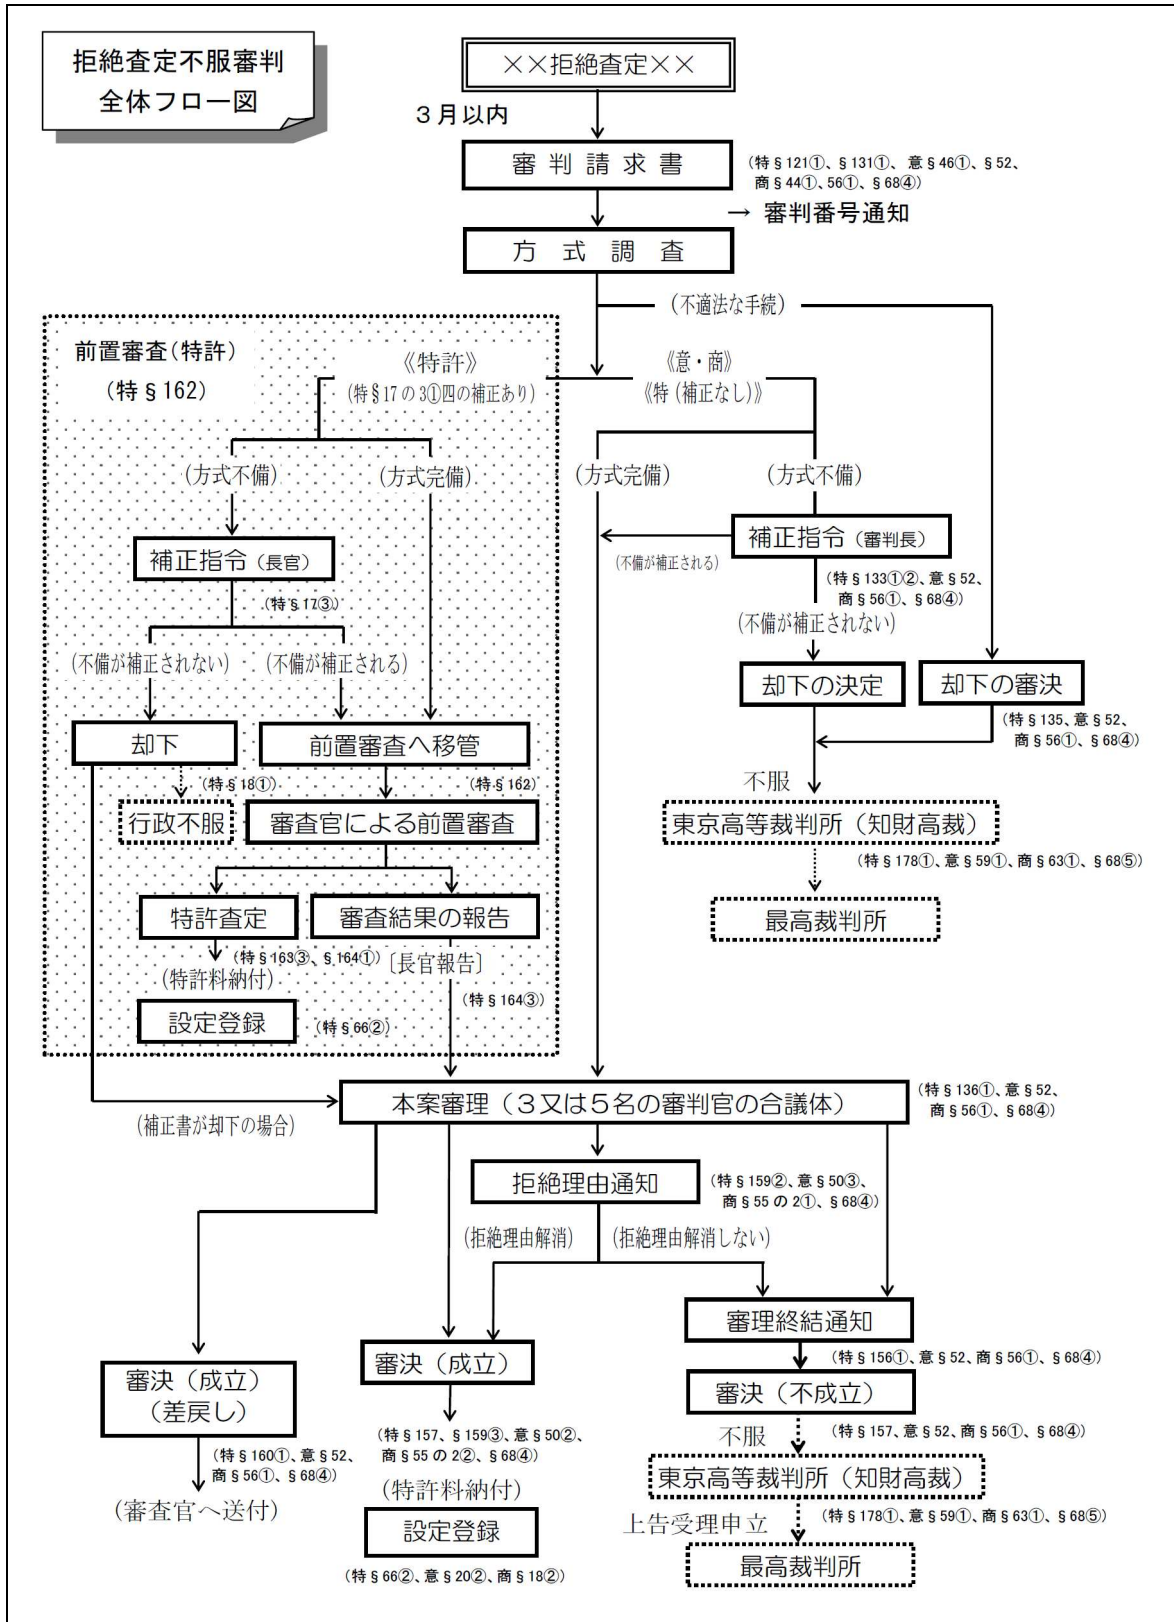 拒絶査定不服審判
全体フロー図
××拒絶査定××
3月以内
審判請求書
(特§121①、§131①、意§46①、§52、
商§44①、56①、§68④)
→ 審判番号通知
方式調査
(不適法な手続)
前置審査(特許)
(特§162)
《特許》
(特§17の3①四の補正あり)
《意・商》
《特(補正なし)》
(方式不備)
(方式完備)
(方式完備)
(方式不備)
補正指令(長官)
(特§17③)
補正指令(審判長)
(不備が補正される)
(特§133①②、意§52、
商§56①、§68④)
(不備が補正されない)
(不備が補正されない)
(不備が補正される)
却下の決定
却下の審決
(特§135、意§52、
商§56①、§68④)
却下
前置審査へ移管
(特§18①)
(特§162)
不服
行政不服
審査官による前置審査
東京高等裁判所(知財高裁)
(特§178①、意§59①、商§63①、§68⑤)
最高裁判所
特許査定
審査結果の報告
(特§163③、§164①)
(特許料納付)
〔長官報告〕
(特§164③)
設定登録
(特§66②)
本案審理(3又は5名の審判官の合議体)
(特§136①、意§52、
商§56①、§68④)
(補正書が却下の場合)
拒絶理由通知
(特§159②、意§50③、
商§55の2①、§68④)
(拒絶理由解消)
(拒絶理由解消しない)
審理終結通知
(特§156①、意§52、商§56①、§68④)
審決(成立)
(差戻し)
審決(成立)
審決(不成立)
(特§157、意§52、商§56①、§68④)
(特§160①、意§52、
商§56①、§68④)
(審査官へ送付)
(特§157、§159③、意§50②、
商§55の2②、§68④)
(特許料納付)
設定登録
(特§66②、意§20②、商§18②)
不服
東京高等裁判所(知財高裁)
上告受理申立
(特§178①、意§59①、商§63①、§68⑤)
最高裁判所